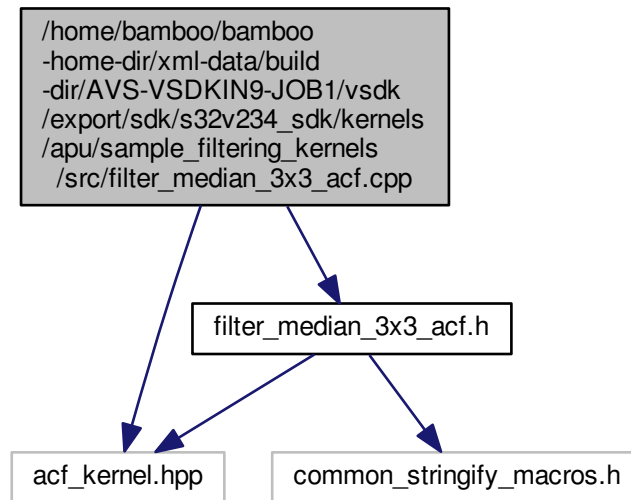 /home/bamboo/bamboo
-home-dir/xml-data/build
-dir/AVS-VSDKIN9-JOB1/vsdk
/export/sdk/s32v234_sdk/kernels
/apu/sample_filtering_kernels
/src/filter_median_3x3_acf.cpp
filter_median_3x3_acf.h
acf_kernel.hpp
common_stringify_macros.h